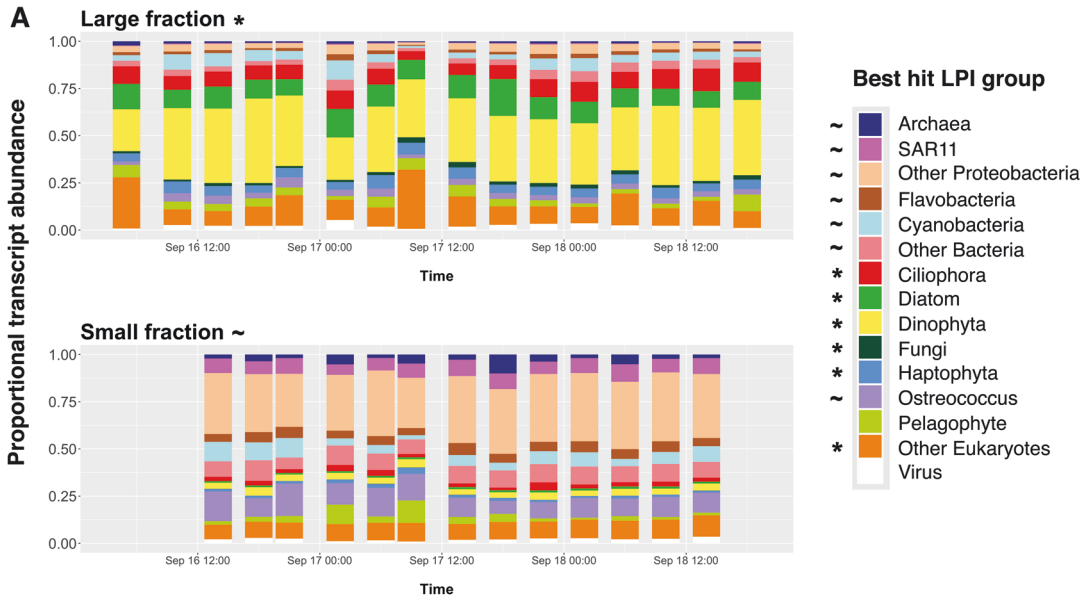 A
Large fraction *
1.00
0.75
0.50
0.25
0.00
Sep 16 12:00 Sep 17 00:00 Sep 17 12:00 Sep 18 00:00 Sep 18 12:00
Time
Proportional transcript abundance
Small fraction ~
1.00
0.75
0.50
0.25
0.00
Sep 16 12:00 Sep 17 00:00 Sep 17 12:00 Sep 18 00:00 Sep 18 12:00
Time
Best hit LPI group
~ Archaea
~ SAR11
~ Other Proteobacteria
~ Flavobacteria
~ Cyanobacteria
~ Other Bacteria
* Ciliophora
* Diatom
* Dinophyta
* Fungi
* Haptophyta
~ Ostreococcus
Pelagophyte
* Other Eukaryotes
Virus